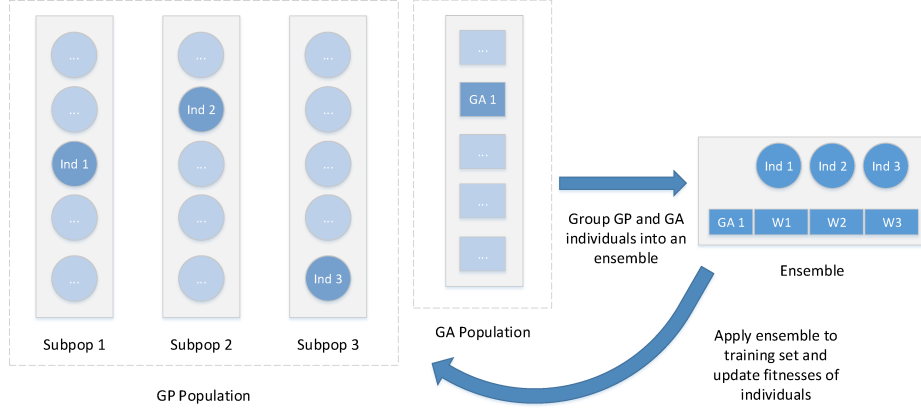 ...
...
Ind 1
...
...
Subpop 1
...
Ind 2
...
...
...
Subpop 2
...
...
...
...
Ind 3
Subpop 3
GP Population
...
GA 1
...
...
...
GA Population
Group GP and GA
individuals into an
ensemble
Ind 1 Ind 2 Ind 3
GA 1 W1 W2 W3
Ensemble
Apply ensemble to
training set and
update fitnesses of
individuals